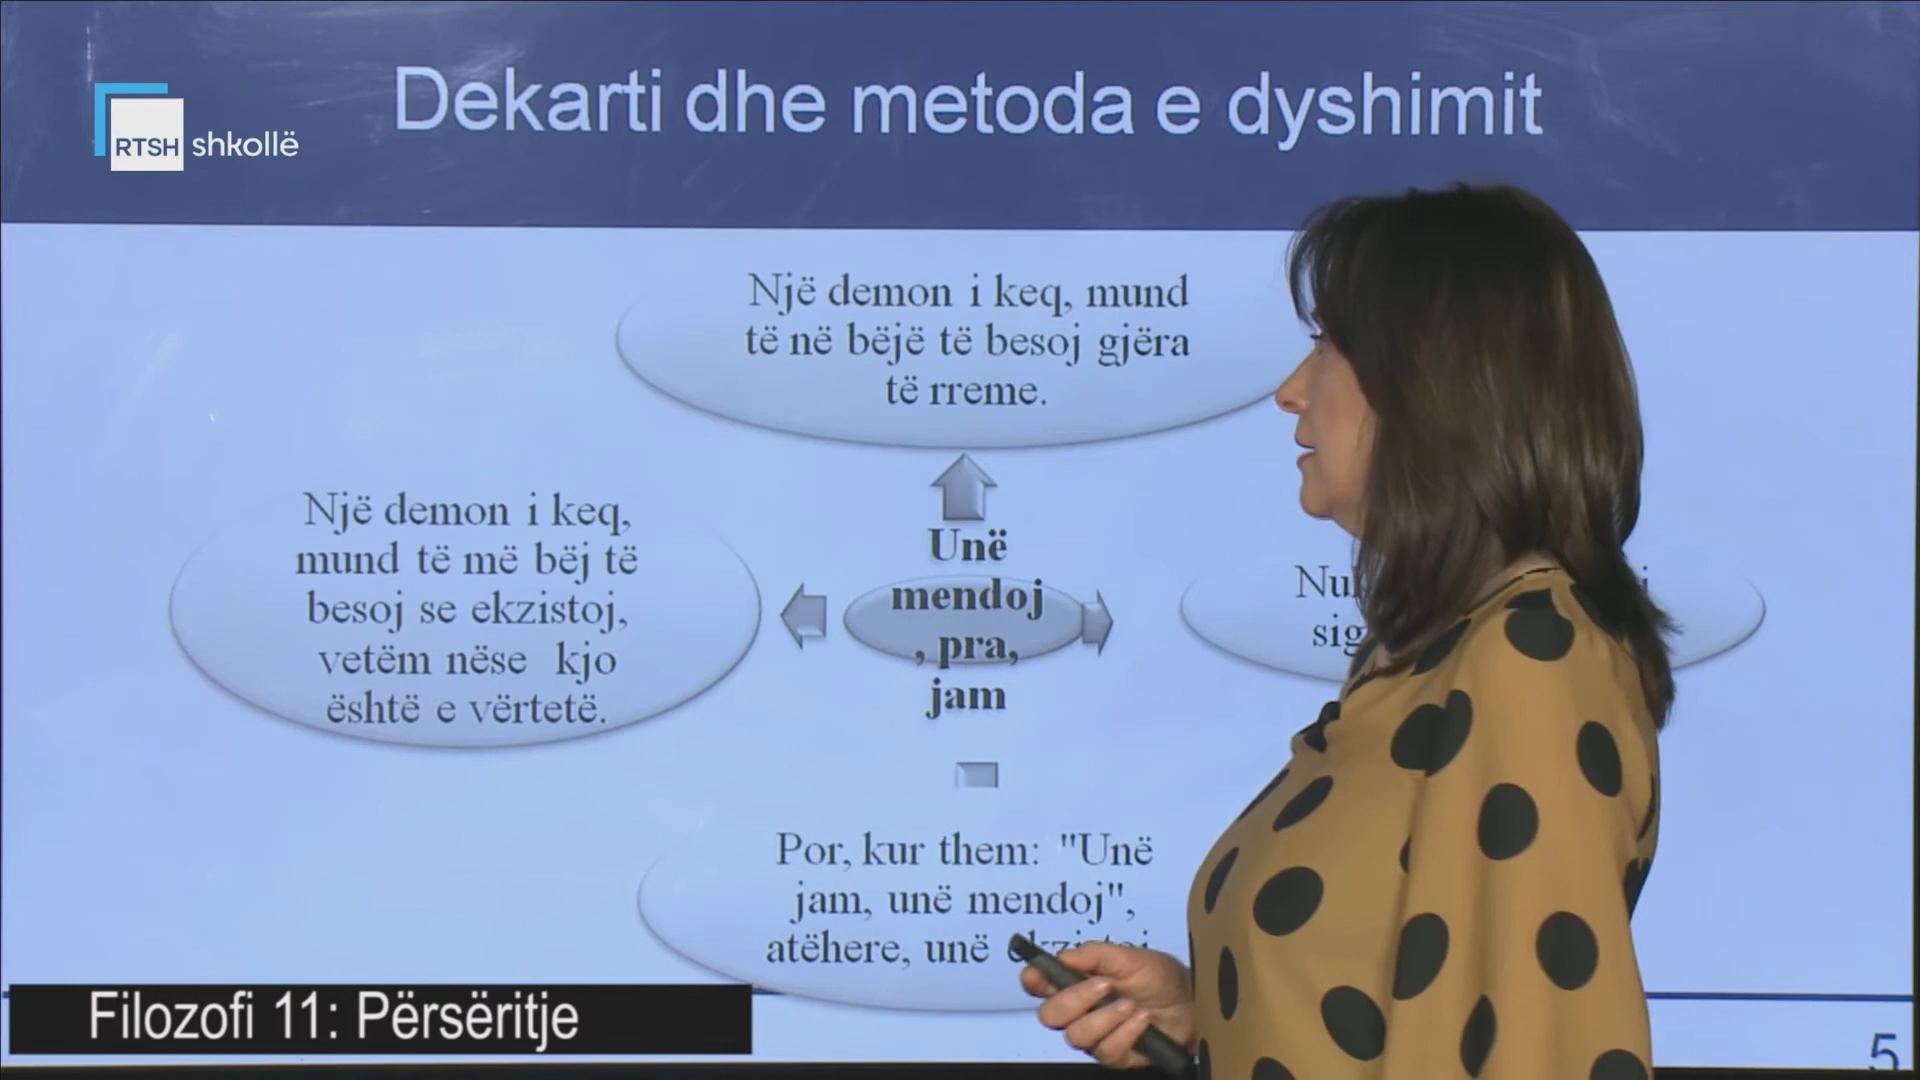 Dekarti dhe metoda e dyshimit
RTSH shkollë
Një demon i keq, mund
të në bëjë të besoj gjëra
të rreme.
Një demon i keq,
mund të më bëj të
besoj se ekzistoj,
vetëm nëse kjo
është e vërtetë.
Unë
mendoj
, pra,
jam
Por, kur them: "Unë
jam, unë mendoj",
atëhere, unë
Filozofi 11: Përsëritje
5